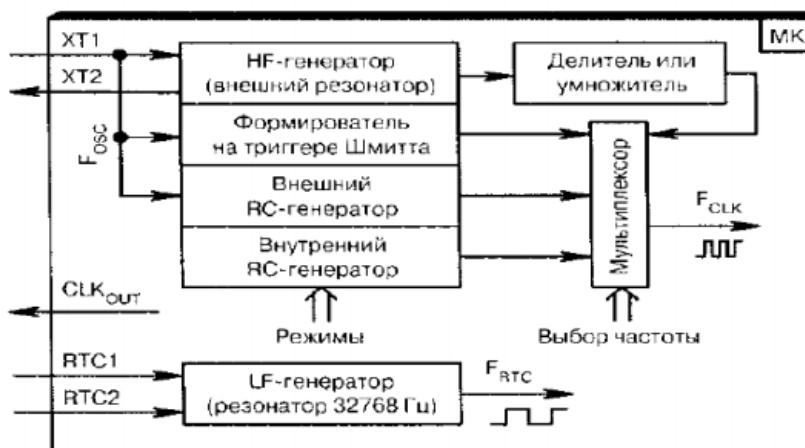 XT1
XT2
F_OSC
CLK_OUT
RTC1
RTC2
HF-генератор
(внешний резонатор)
Формирователь
на триггере Шмитта
Внешний
RC-генератор
Внутренний
RC-генератор
Режимы
LF-генератор
(резонатор 32768 Гц)
F_RTC
Делитель или
умножитель
МК
Мультиплексор
F_CLK
Выбор частоты